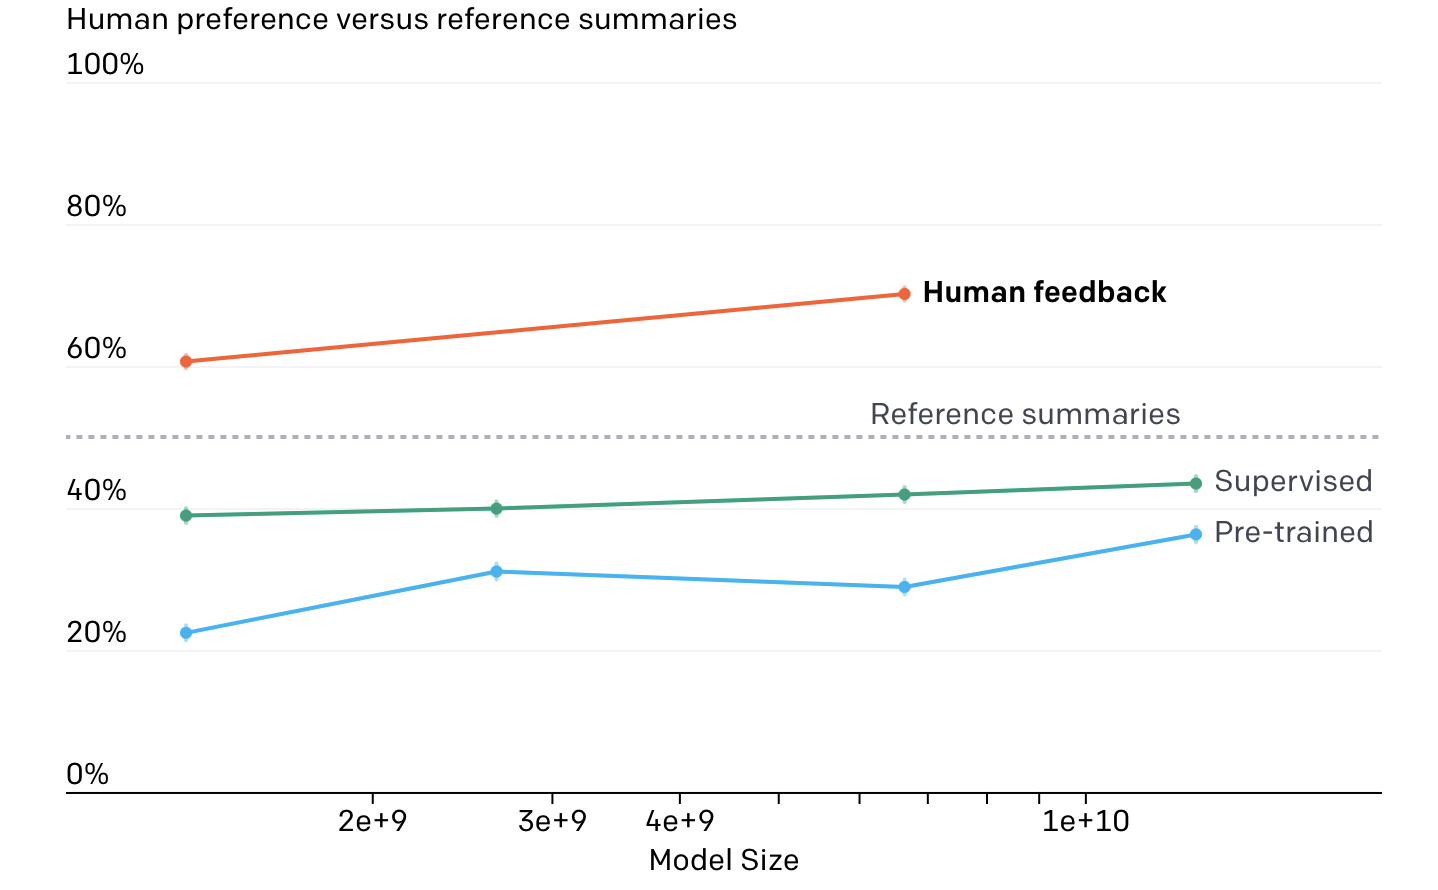 Human preference versus reference summaries
100%
80%
Human feedback
60%
Reference summaries
40%
Supervised
Pre-trained
20%
0%
2e+9 3e+9 4e+9 1e+10
Model Size